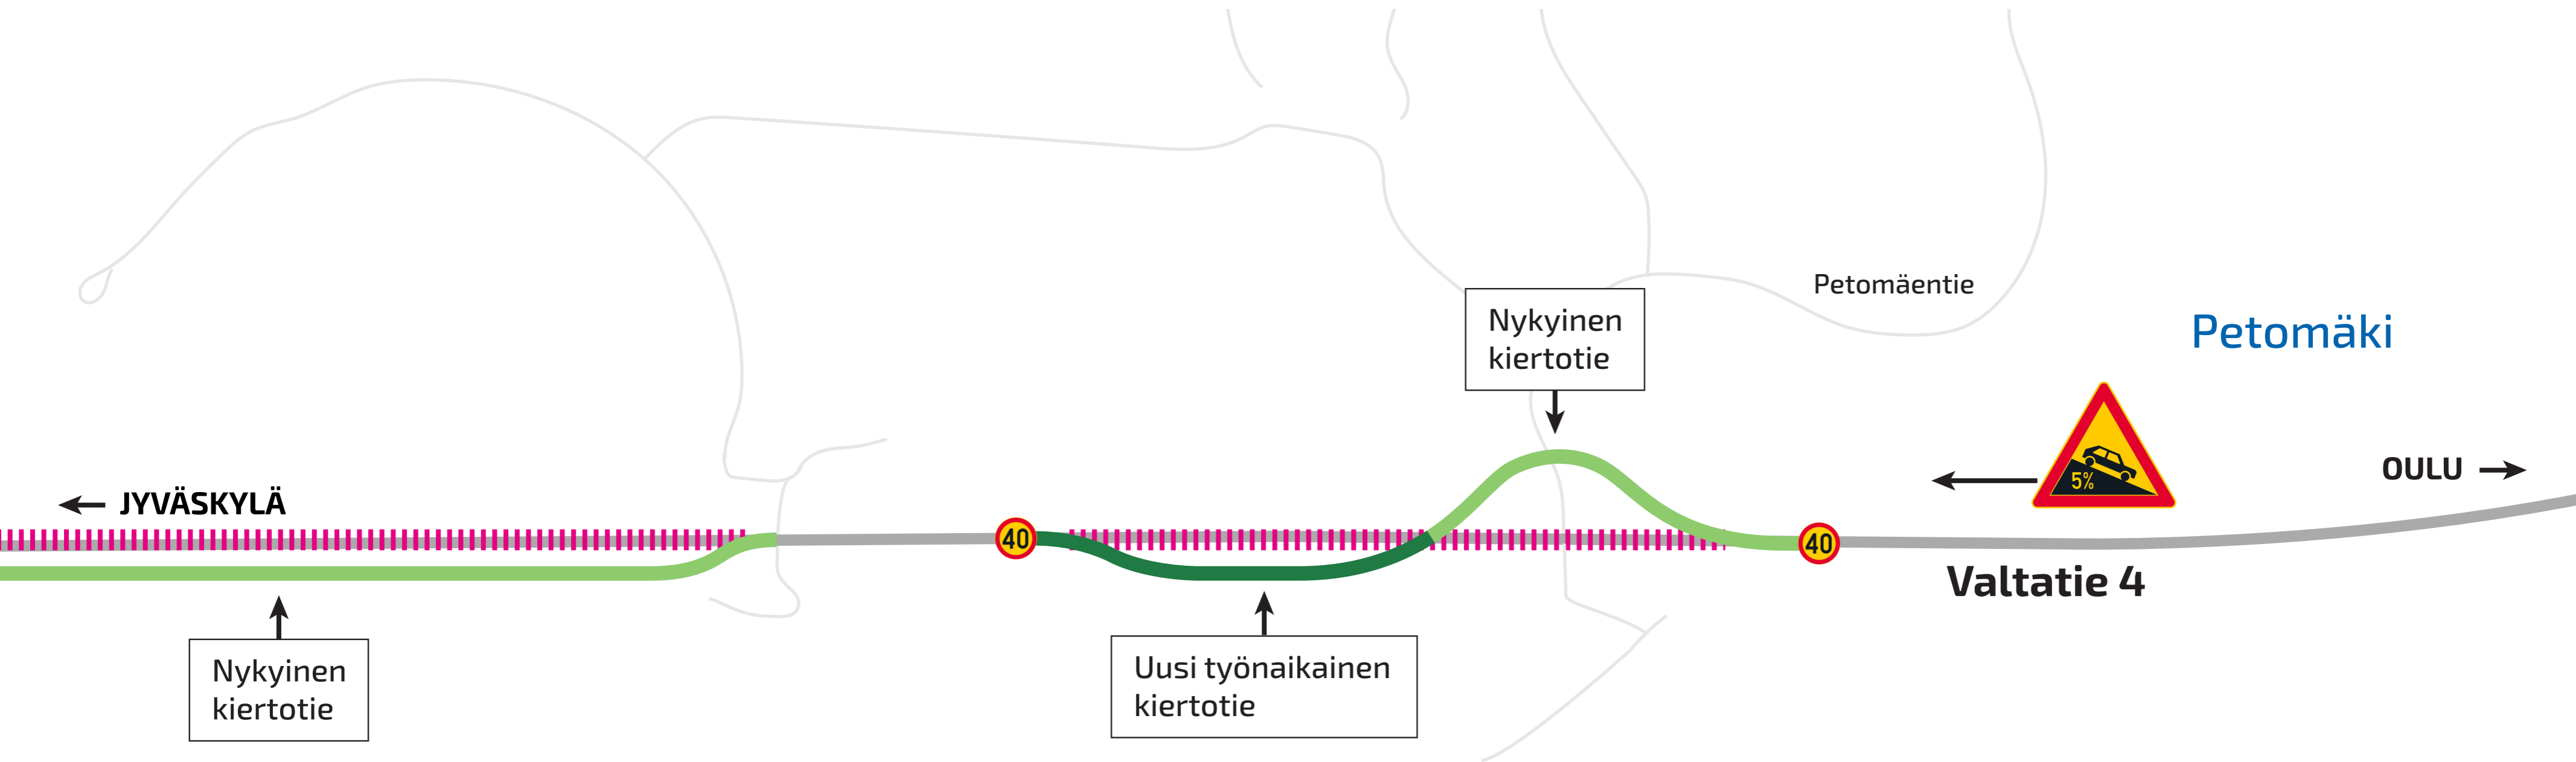 Petomäentie
Nykyinen
kiertotie
Petomäki
5%
OULU
JYVÄSKYLÄ
40
40
Valtatie 4
Nykyinen
kiertotie
Uusi työnaikainen
kiertotie